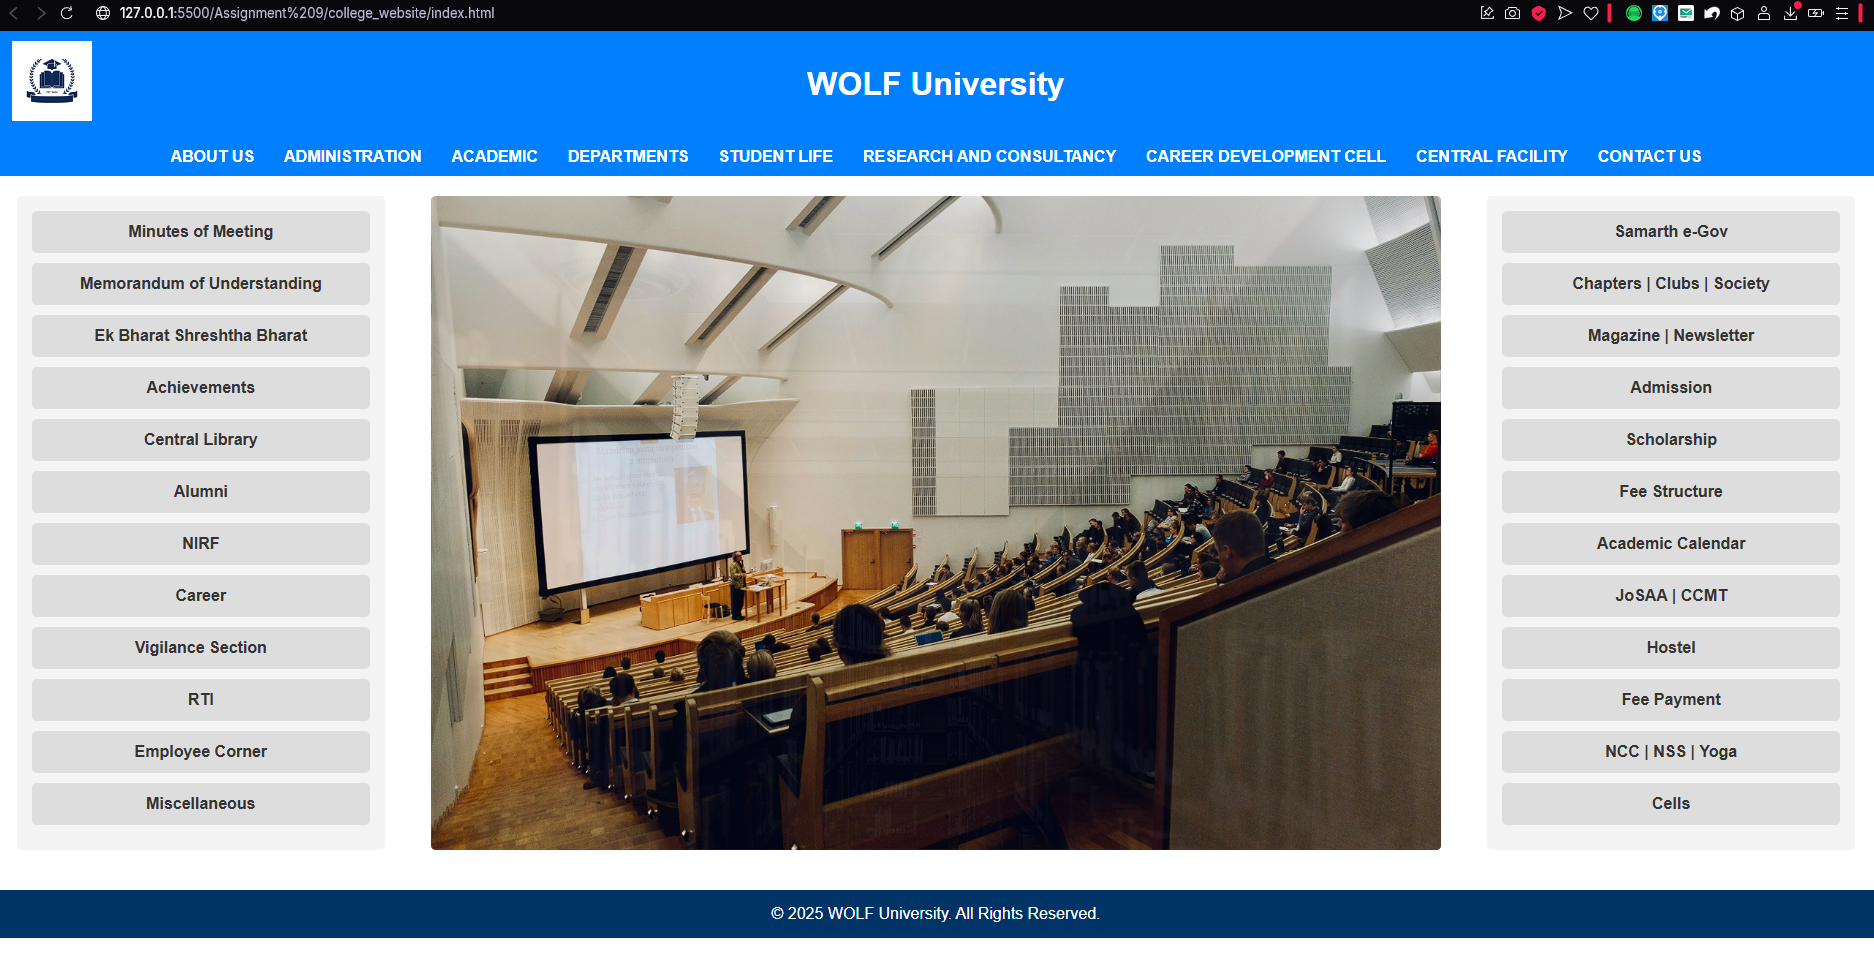 127.0.0.1:5500/Assignment%209/college_website/index.html
WOLF University
ABOUT US ADMINISTRATION ACADEMIC DEPARTMENTS STUDENT LIFE RESEARCH AND CONSULTANCY CAREER DEVELOPMENT CELL CENTRAL FACILITY CONTACT US
Minutes of Meeting
Memorandum of Understanding
Ek Bharat Shreshtha Bharat
Achievements
Central Library
Alumni
NIRF
Career
Vigilance Section
RTI
Employee Corner
Miscellaneous
Samarth e-Gov
Chapters | Clubs | Society
Magazine | Newsletter
Admission
Scholarship
Fee Structure
Academic Calendar
JoSAA | CCMT
Hostel
Fee Payment
NCC | NSS | Yoga
Cells
© 2025 WOLF University. All Rights Reserved.